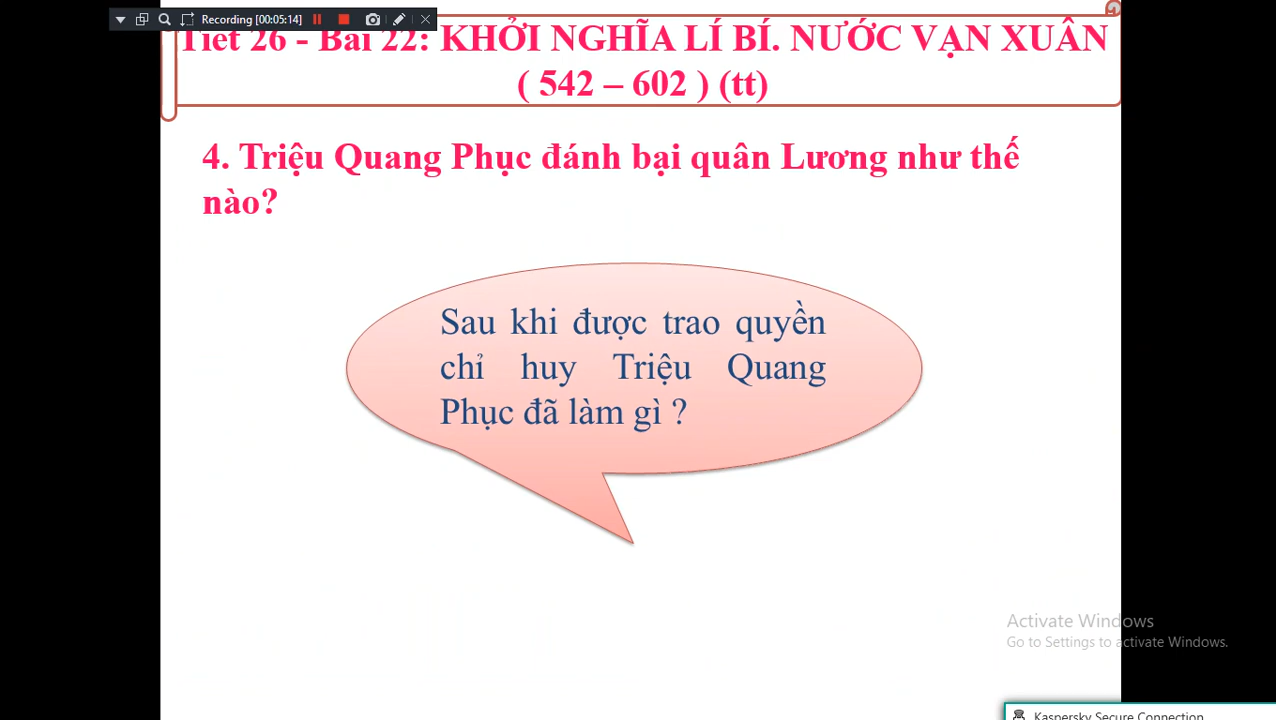 Recording [00:05:14]
Tiết 26 - Bài 22: KHỞI NGHĨA LÍ BÍ. NƯỚC VẠN XUÂN
( 542 – 602 ) (tt)
4. Triệu Quang Phục đánh bại quân Lương như thế
nào?
Sau khi được trao quyền
chỉ huy Triệu Quang
Phục đã làm gì ?
Activate Windows
Go to Settings to activate Windows.
Kaspersky Secure Connection